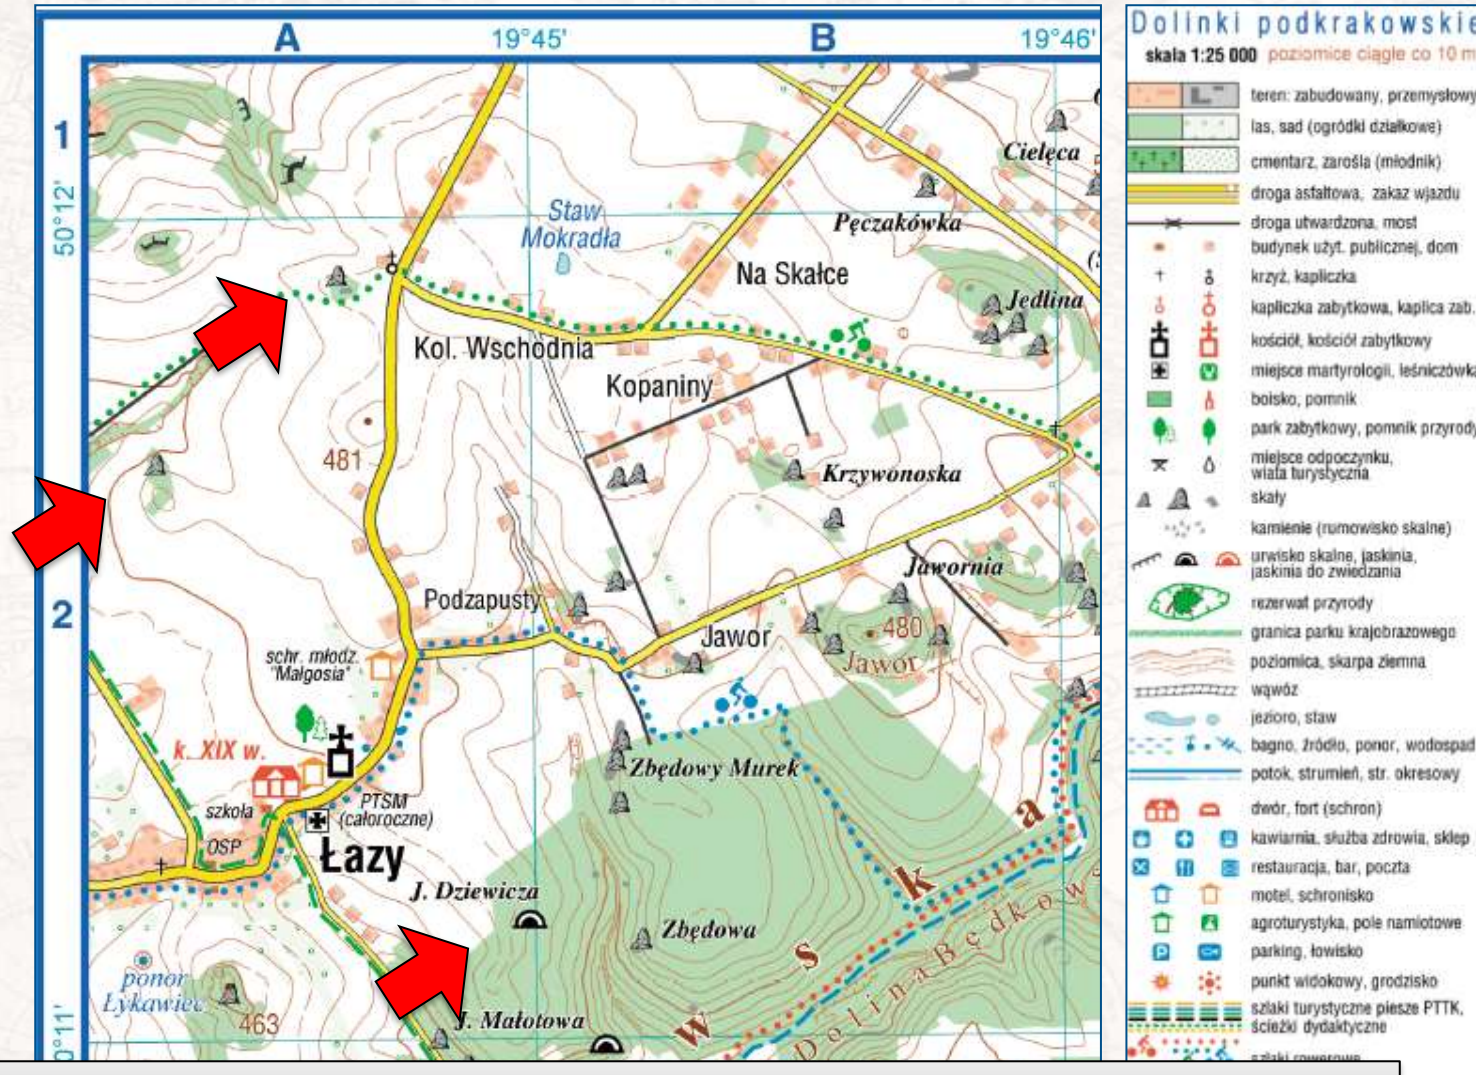 A
19°45'
B
19°46'
1
50°12'
2
0°11'
Cielęca
Pęczakówka
Staw
Mokradła
Na Skałce
Jedlina
Kol. Wschodnia
Kopaniny
481
Krzywonoska
Jawornia
Podzapusty
Jawor
480
Jawor
schr. młodz.
"Małgosia"
k. XIX w.
szkoła
PTSM
(całoroczne)
OSP
Łazy
Zbędowy Murek
J. Dziewicza
Zbędowa
ponor
Łykawiec
463
J. Małotowa
w s k a
Dolina Będkow
Dolinki podkrakowskie
skala 1:25 000 poziomice ciągłe co 10 m
teren: zabudowany, przemysłowy
las, sad (ogródki działkowe)
cmentarz, zarośla (młodnik)
droga asfaltowa, zakaz wjazdu
droga utwardzona, most
budynek użyt. publicznej, dom
krzyż, kapliczka
kapliczka zabytkowa, kaplica zab.
kościół, kościół zabytkowy
miejsce martyrologii, leśniczówka
boisko, pomnik
park zabytkowy, pomnik przyrody
miejsce odpoczynku,
wiata turystyczna
skały
kamienie (rumowisko skalne)
urwisko skalne, jaskinia,
jaskinia do zwiedzania
rezerwat przyrody
granica parku krajobrazowego
poziomica, skarpa ziemna
wąwóz
jezioro, staw
bagno, źródło, ponor, wodospad
potok, strumień, str. okresowy
dwór, fort (schron)
kawiarnia, służba zdrowia, sklep
restauracja, bar, poczta
motel, schronisko
agroturystyka, pole namiotowe
parking, łowisko
punkt widokowy, grodzisko
szlaki turystyczne piesze PTTK,
ścieżki dydaktyczne
szlaki rowerowe